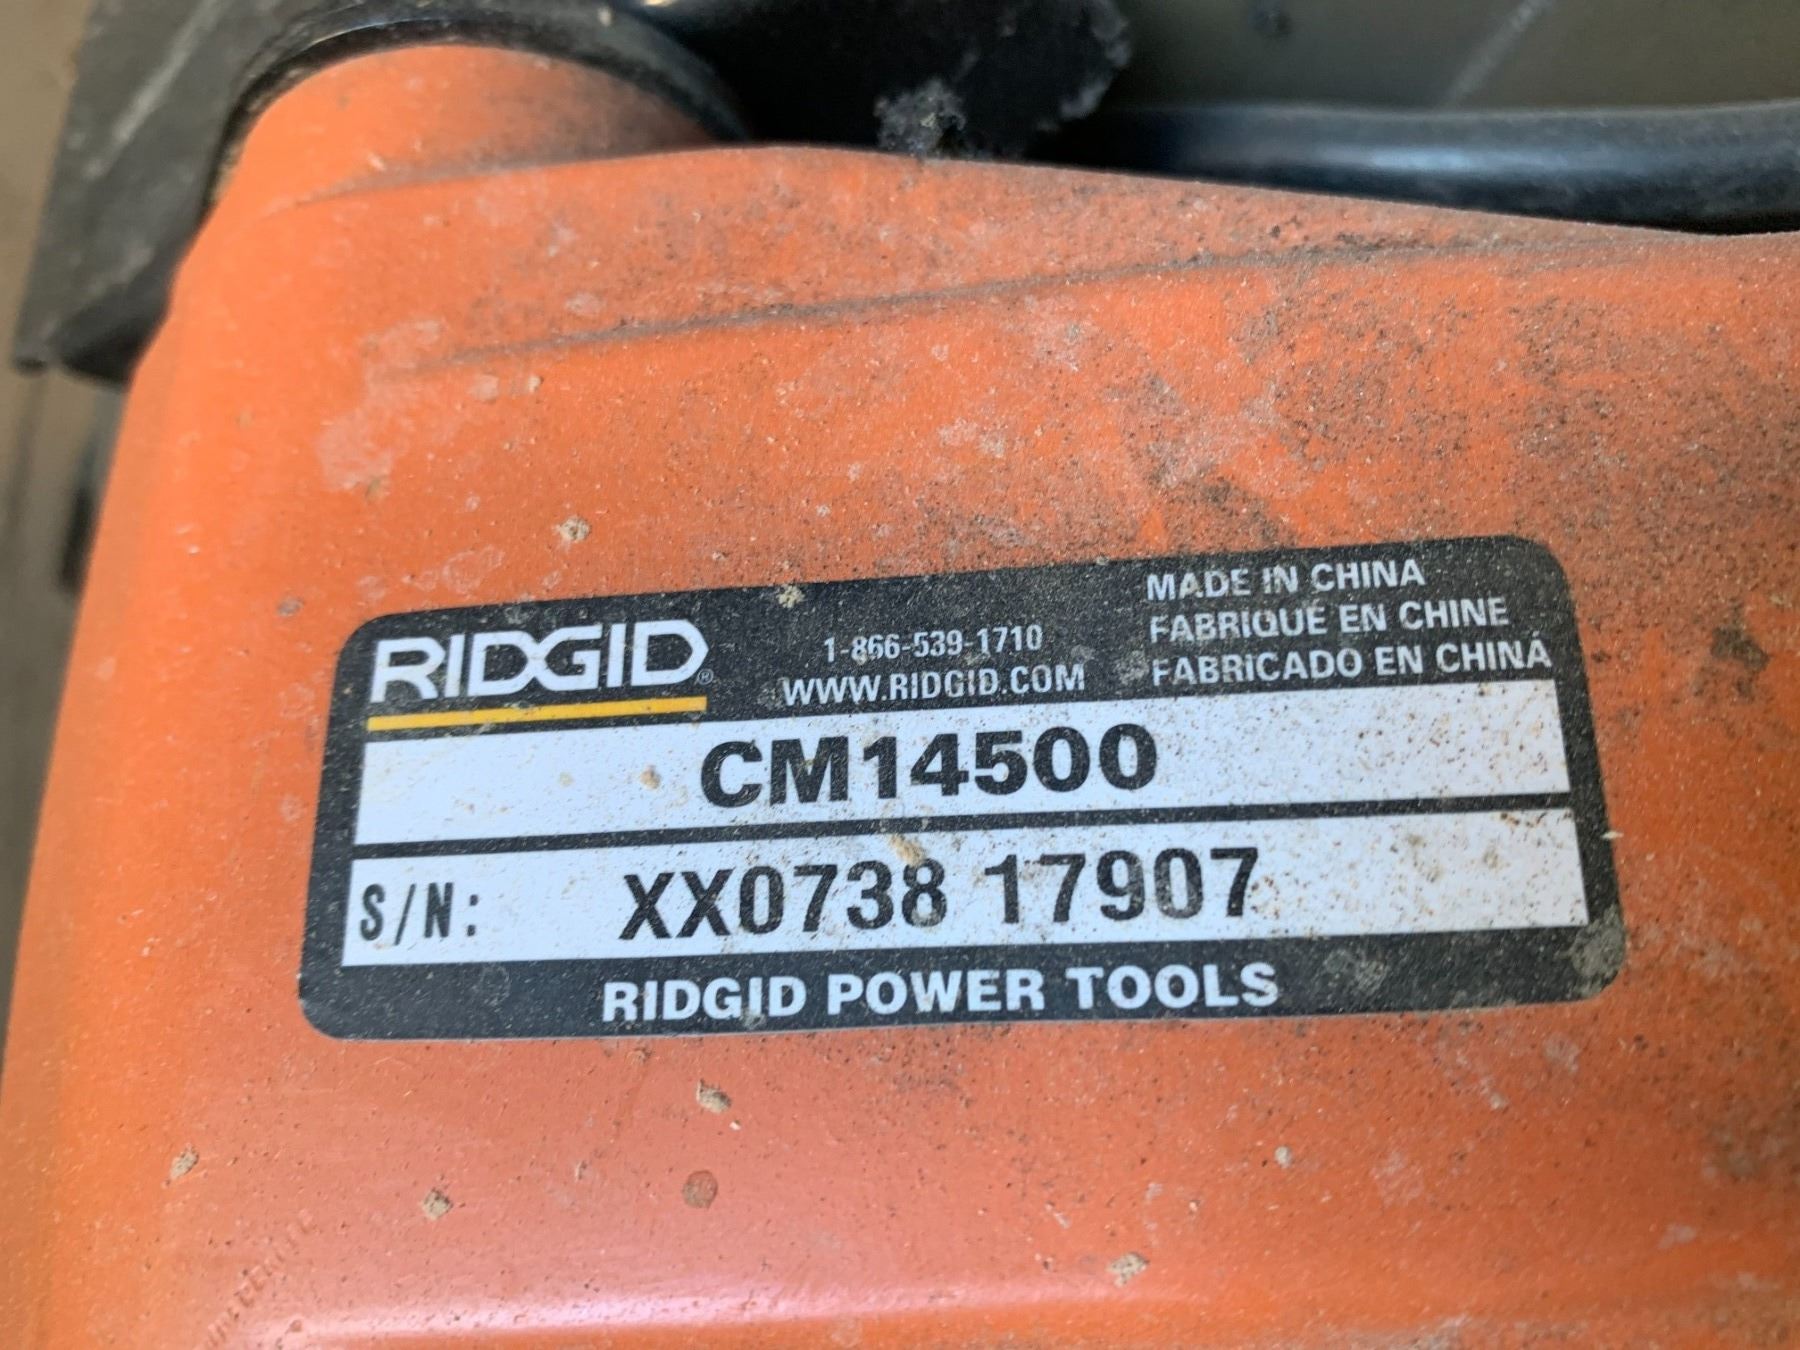 RIDGID®
1-866-539-1710
WWW.RIDGID.COM
MADE IN CHINA
FABRIQUÉ EN CHINE
FABRICADO EN CHINA
CM14500
S/N: XX0738 17907
RIDGID POWER TOOLS